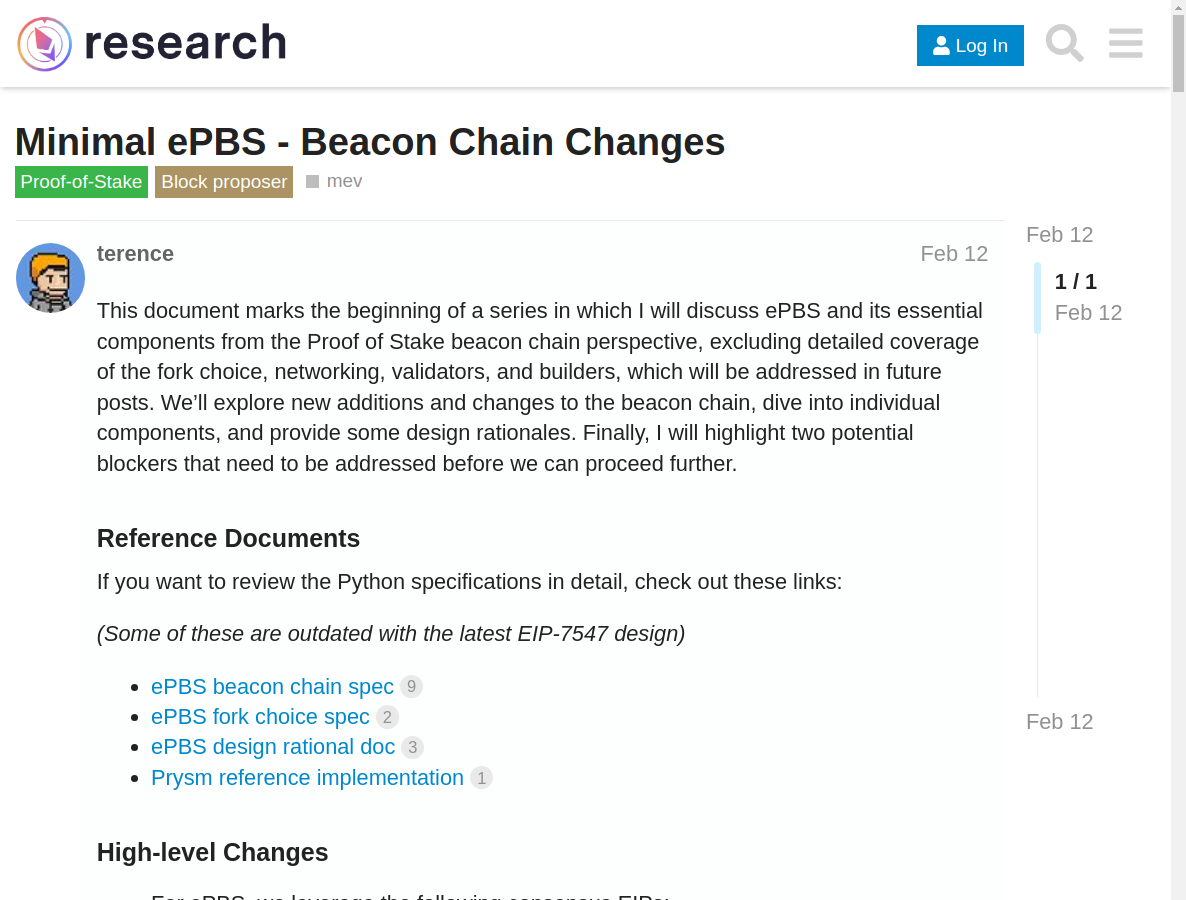 research
Log In
Minimal ePBS - Beacon Chain Changes
Proof-of-Stake
Block proposer
mev
terence
Feb 12
This document marks the beginning of a series in which I will discuss ePBS and its essential
components from the Proof of Stake beacon chain perspective, excluding detailed coverage
of the fork choice, networking, validators, and builders, which will be addressed in future
posts. We’ll explore new additions and changes to the beacon chain, dive into individual
components, and provide some design rationales. Finally, I will highlight two potential
blockers that need to be addressed before we can proceed further.
Reference Documents
If you want to review the Python specifications in detail, check out these links:
(Some of these are outdated with the latest EIP-7547 design)
ePBS beacon chain spec 9
ePBS fork choice spec 2
ePBS design rational doc 3
Prysm reference implementation 1
High-level Changes
For ePBS, we leverage the following consensus EIPs:
Feb 12
1 / 1
Feb 12
Feb 12